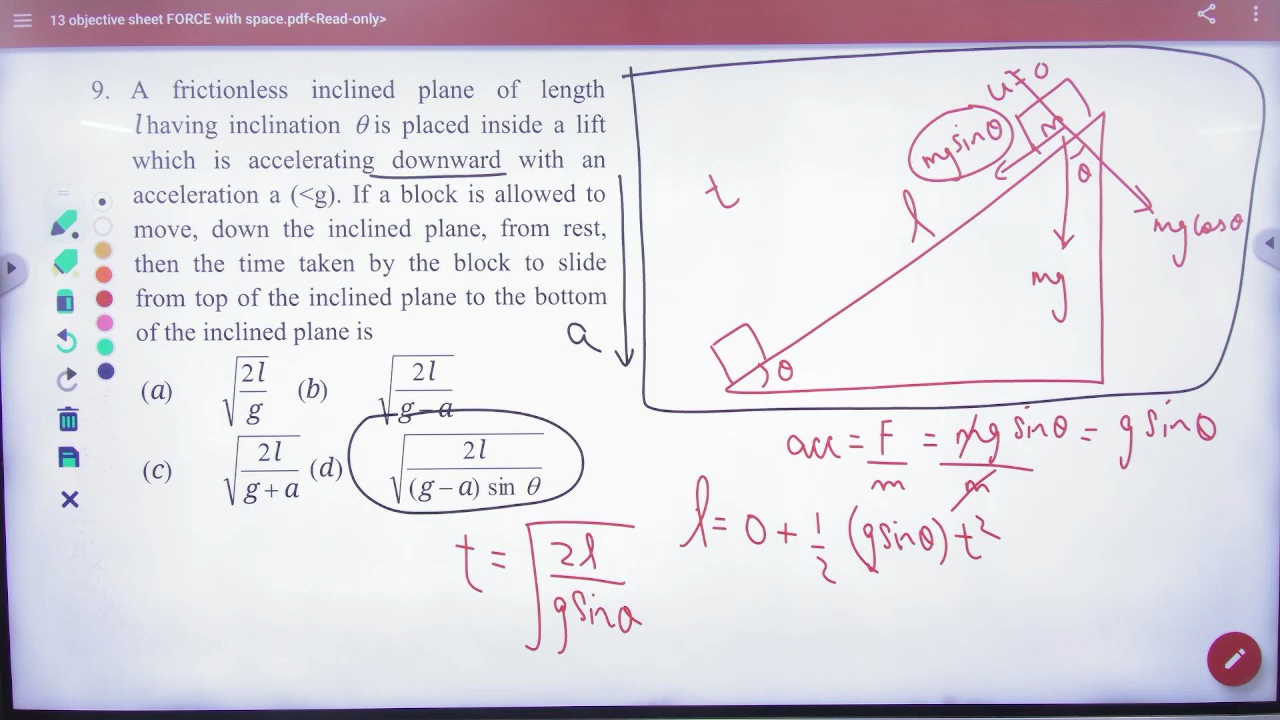 13 objective sheet FORCE with space.pdf<Read-only>
9. A frictionless inclined plane of length
l having inclination θ is placed inside a lift
which is accelerating downward with an
acceleration a (<g). If a block is allowed to
move, down the inclined plane, from rest,
then the time taken by the block to slide
from top of the inclined plane to the bottom
of the inclined plane is
(a) √(2l/g) (b) √(2l/(g−a))
(c) √(2l/(g+a)) (d) √(2l/((g−a) sin θ))
a
t
u=0
m
mg sinθ
θ
l
mg cosθ
mg
θ
acc = F/m = mg sinθ/m = g sinθ
l = 0 + 1/2 (g sinθ) t²
t = √(2l/g sinθ)